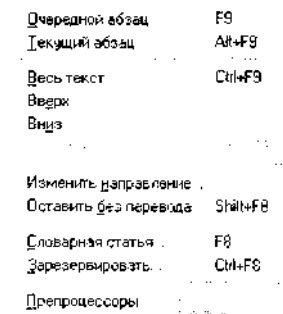 Очередной абзац F9
Текущий абзац Alt+F9
Весь текст Ctrl+F9
Вверх
Вниз
Изменить направление
Оставить без перевода Shift+F8
Словарная статья... F8
Зарезервировать... Ctrl+F8
Препроцессоры